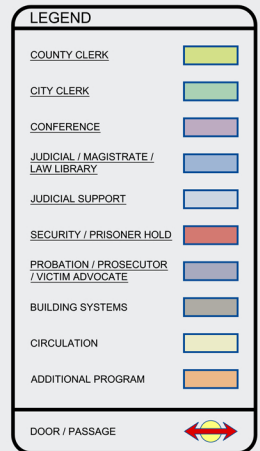 LEGEND
COUNTY CLERK
CITY CLERK
CONFERENCE
JUDICIAL / MAGISTRATE /
LAW LIBRARY
JUDICIAL SUPPORT
SECURITY / PRISONER HOLD
PROBATION / PROSECUTOR
/ VICTIM ADVOCATE
BUILDING SYSTEMS
CIRCULATION
ADDITIONAL PROGRAM
DOOR / PASSAGE